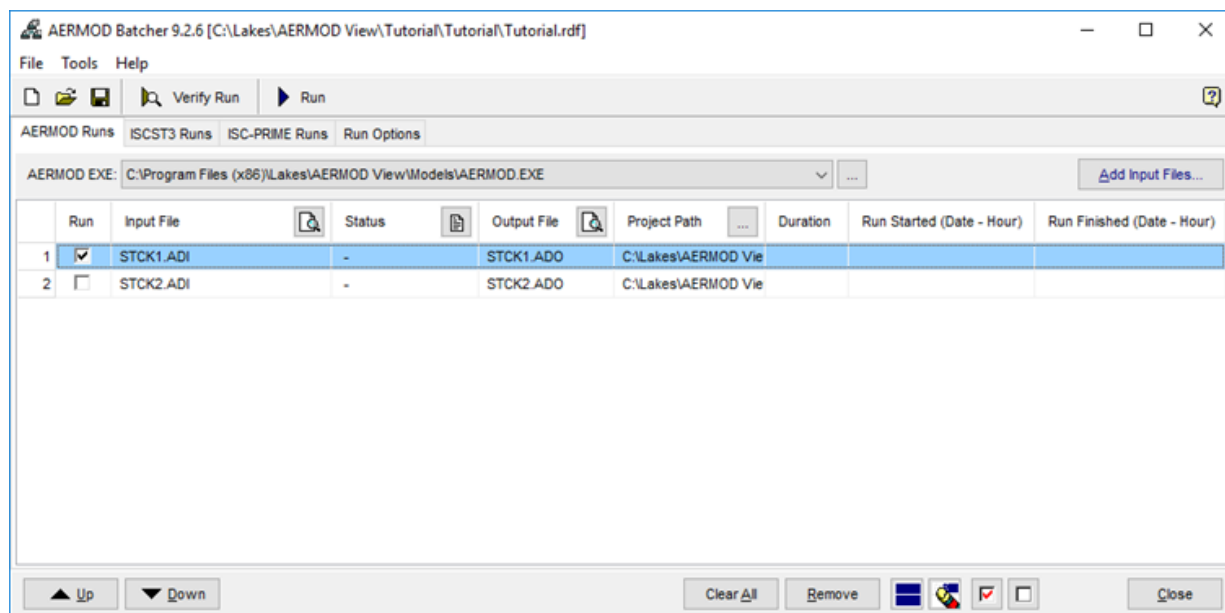 AERMOD Batcher 9.2.6 [C:\Lakes\AERMOD View\Tutorial\Tutorial\Tutorial.rdf]
File Tools Help
Verify Run Run
AERMOD Runs ISCST3 Runs ISC-PRIME Runs Run Options
AERMOD EXE: C:\Program Files (x86)\Lakes\AERMOD View\Models\AERMOD.EXE ... Add Input Files...
Run Input File Status Output File Project Path ... Duration Run Started (Date - Hour) Run Finished (Date - Hour)
1 STCK1.ADI - STCK1.ADO C:\Lakes\AERMOD Vie
2 STCK2.ADI - STCK2.ADO C:\Lakes\AERMOD Vie
Up Down Clear All Remove Close